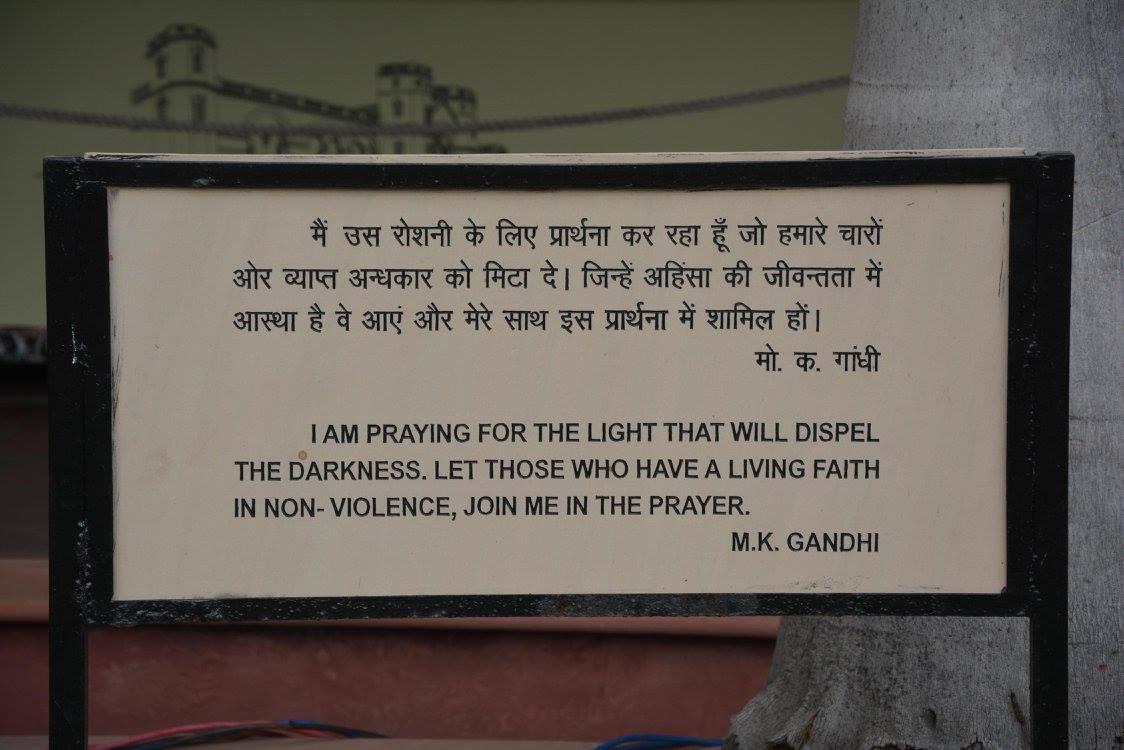 मैं उस रोशनी के लिए प्रार्थना कर रहा हूँ जो हमारे चारों
ओर व्याप्त अन्धकार को मिटा दे। जिन्हें अहिंसा की जीवन्तता में
आस्था है वे आएं और मेरे साथ इस प्रार्थना में शामिल हों।
मो. क. गांधी
I AM PRAYING FOR THE LIGHT THAT WILL DISPEL
THE DARKNESS. LET THOSE WHO HAVE A LIVING FAITH
IN NON- VIOLENCE, JOIN ME IN THE PRAYER.
M.K. GANDHI